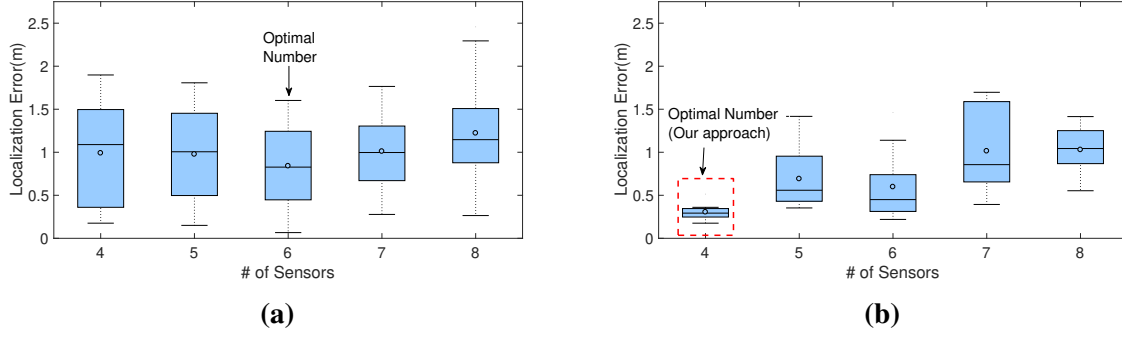 2.5
2
1.5
1
0.5
0
Localization Error(m)
Optimal
Number
4 5 6 7 8
# of Sensors
(a)
2.5
2
1.5
1
0.5
0
Localization Error(m)
Optimal Number
(Our approach)
4 5 6 7 8
# of Sensors
(b)